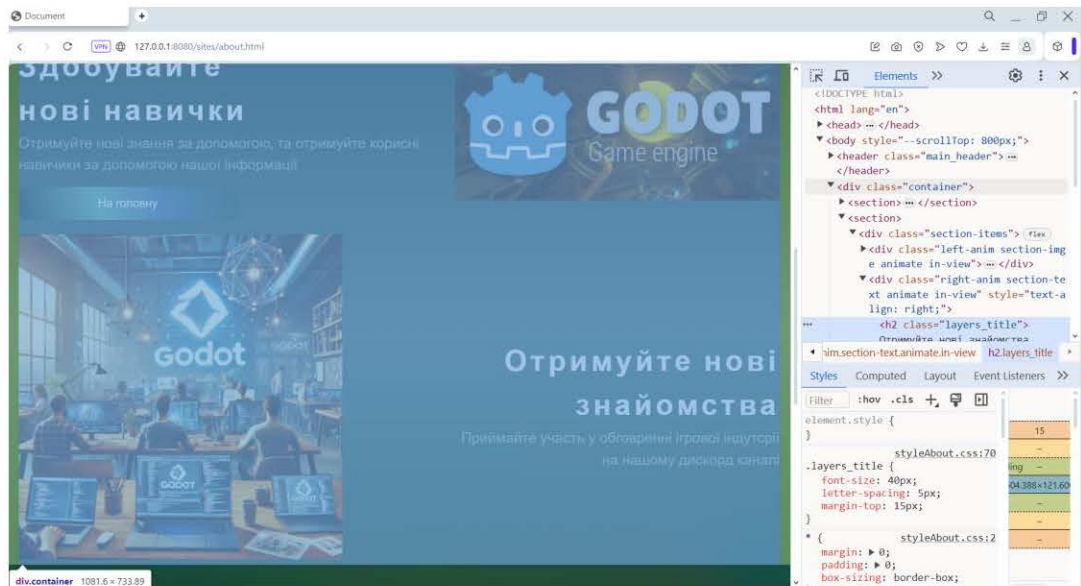 Document
VPN 127.0.0.1:8080/sites/about.html
Здобувайте
нові навички
Отримуйте нові знання за допомогою, та отримуйте корисні
навичики за допомогою нашої інформації
На головну
GODOT
Game engine
Godot
GODOT
Отримуйте нові
знайомства
Приймайте участь у обговренні ігрової індутсрії
на нашому дискорд каналі
div.container 1081.6 × 733.89
Elements
<!DOCTYPE html>
<html lang="en">
<head> … </head>
<body style="--scrollTop: 800px;">
<header class="main_header"> …
</header>
<div class="container">
<section> … </section>
<section>
<div class="section-items"> flex
<div class="left-anim section-img
e animate in-view"> … </div>
<div class="right-anim section-te
xt animate in-view" style="text-a
lign: right;">
<h2 class="layers_title">
Отримуйте нові знайомства
nim.section-text.animate.in-view h2.layers_title
Styles Computed Layout Event Listeners
Filter :hov .cls
element.style {
}
styleAbout.css:70
.layers_title {
font-size: 40px;
letter-spacing: 5px;
margin-top: 15px;
}
styleAbout.css:2
* {
margin: 0;
padding: 0;
box-sizing: border-box;
15